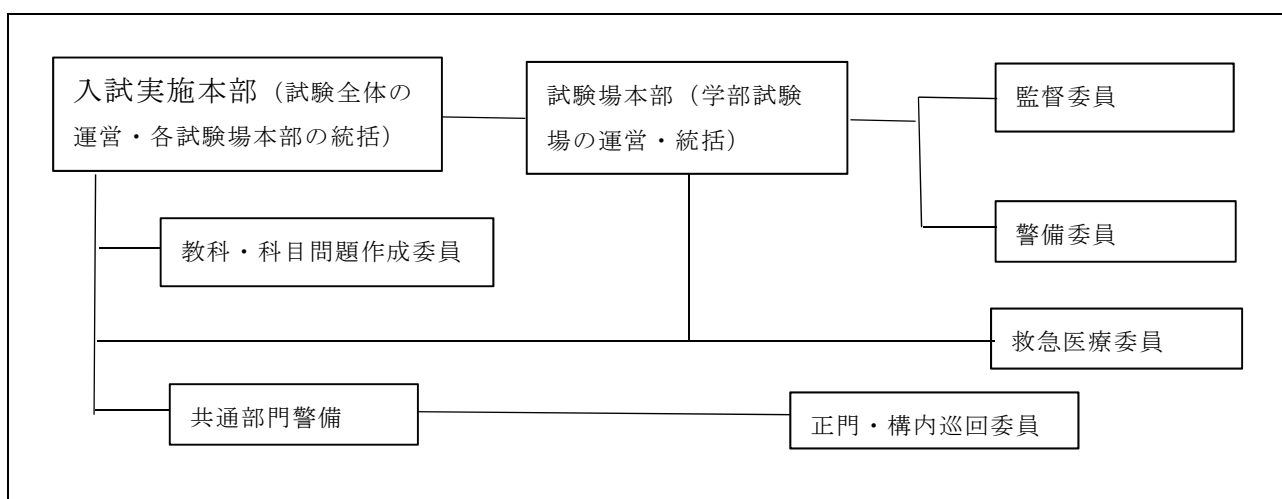 入試実施本部（試験全体の
運営・各試験場本部の統括）
試験場本部（学部試験
場の運営・統括）
監督委員
警備委員
教科・科目問題作成委員
救急医療委員
共通部門警備
正門・構内巡回委員